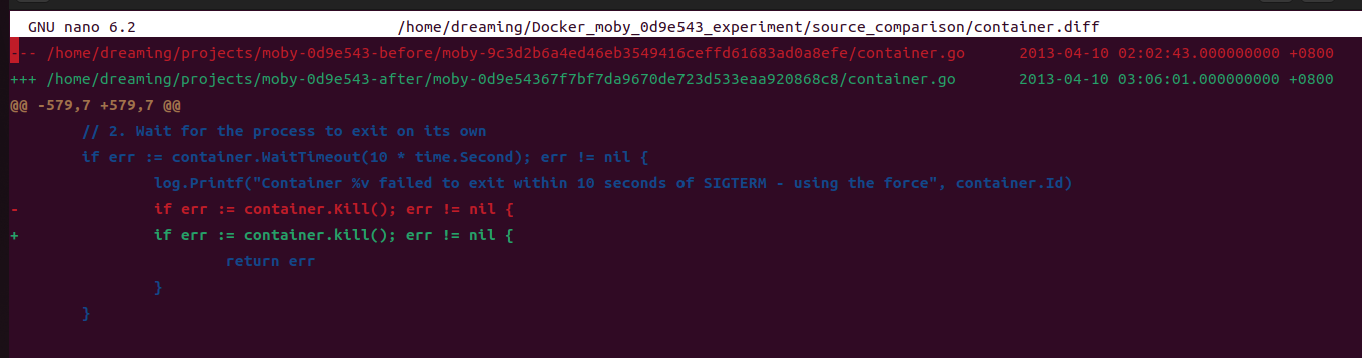 GNU nano 6.2 /home/dreaming/Docker_moby_0d9e543_experiment/source_comparison/container.diff
--- /home/dreaming/projects/moby-0d9e543-before/moby-9c3d2b6a4ed46eb3549416ceffd61683ad0a8efe/container.go 2013-04-10 02:02:43.000000000 +0800
+++ /home/dreaming/projects/moby-0d9e543-after/moby-0d9e54367f7bf7da9670de723d533eaa920868c8/container.go 2013-04-10 03:06:01.000000000 +0800
@@ -579,7 +579,7 @@
        // 2. Wait for the process to exit on its own
        if err := container.WaitTimeout(10 * time.Second); err != nil {
                log.Printf("Container %v failed to exit within 10 seconds of SIGTERM - using the force", container.Id)
-               if err := container.Kill(); err != nil {
+               if err := container.kill(); err != nil {
                        return err
                }
        }